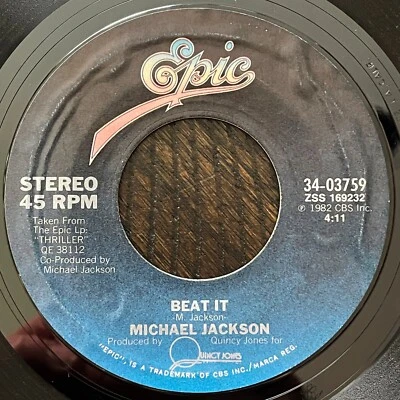 Epic
STEREO
45 RPM
Taken From
The Epic Lp:
"THRILLER"
QE 38112
Co-Produced by
Michael Jackson
34-03759
ZSS 169232
℗ 1982 CBS Inc.
4:11
BEAT IT
-M. Jackson-
MICHAEL JACKSON
Produced by Quincy Jones for
QUINCY JONES
"EPIC", IS A TRADEMARK OF CBS INC./MARCA REG.